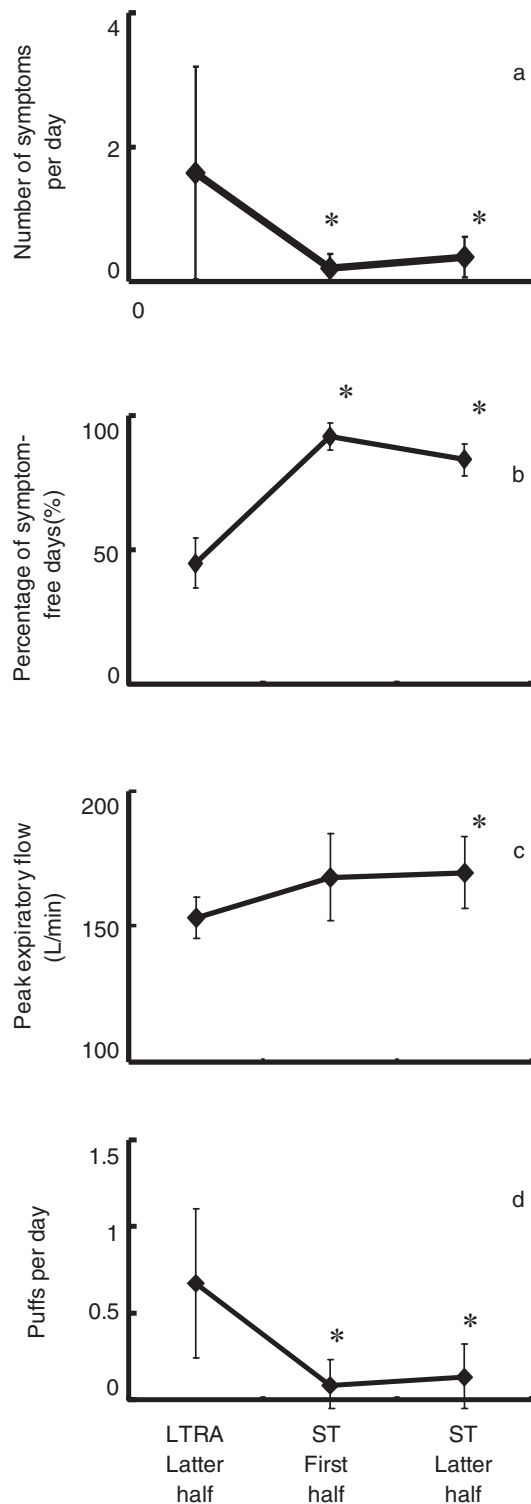 4
2
0
0
Number of symptoms
per day
a
*
*
100
50
0
Percentage of symptom-
free days(%)
b
*
*
200
150
100
Peak expiratory flow
(L/min)
c
*
1.5
1
0.5
0
Puffs per day
d
*
*
LTRA
Latter
half
ST
First
half
ST
Latter
half